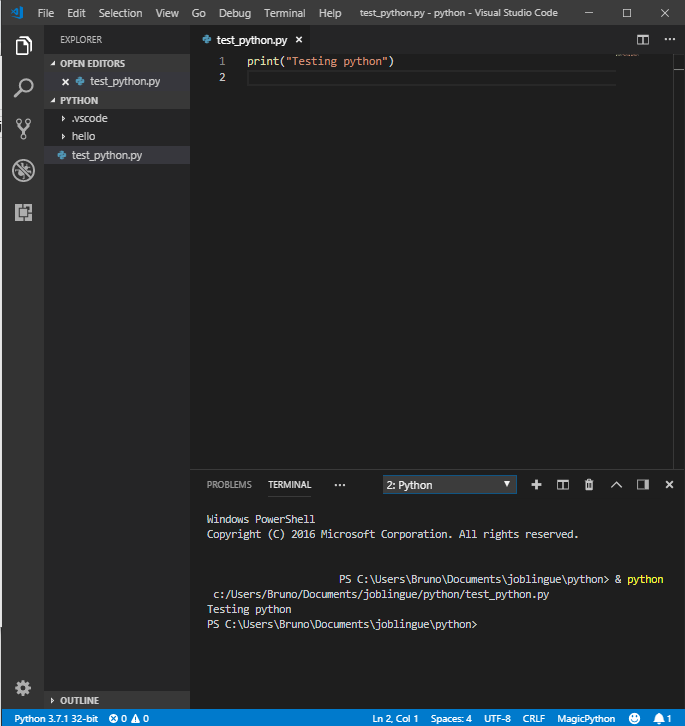 File Edit Selection View Go Debug Terminal Help test_python.py - python - Visual Studio Code
EXPLORER
OPEN EDITORS
test_python.py
PYTHON
.vscode
hello
test_python.py
OUTLINE
test_python.py
1 print("Testing python")
2
PROBLEMS TERMINAL ... 2: Python
Windows PowerShell
Copyright (C) 2016 Microsoft Corporation. All rights reserved.
PS C:\Users\Bruno\Documents\joblingue\python> & python
c:/Users/Bruno/Documents/joblingue/python/test_python.py
Testing python
PS C:\Users\Bruno\Documents\joblingue\python>
Python 3.7.1 32-bit 0 0 Ln 2, Col 1 Spaces: 4 UTF-8 CRLF MagicPython 1